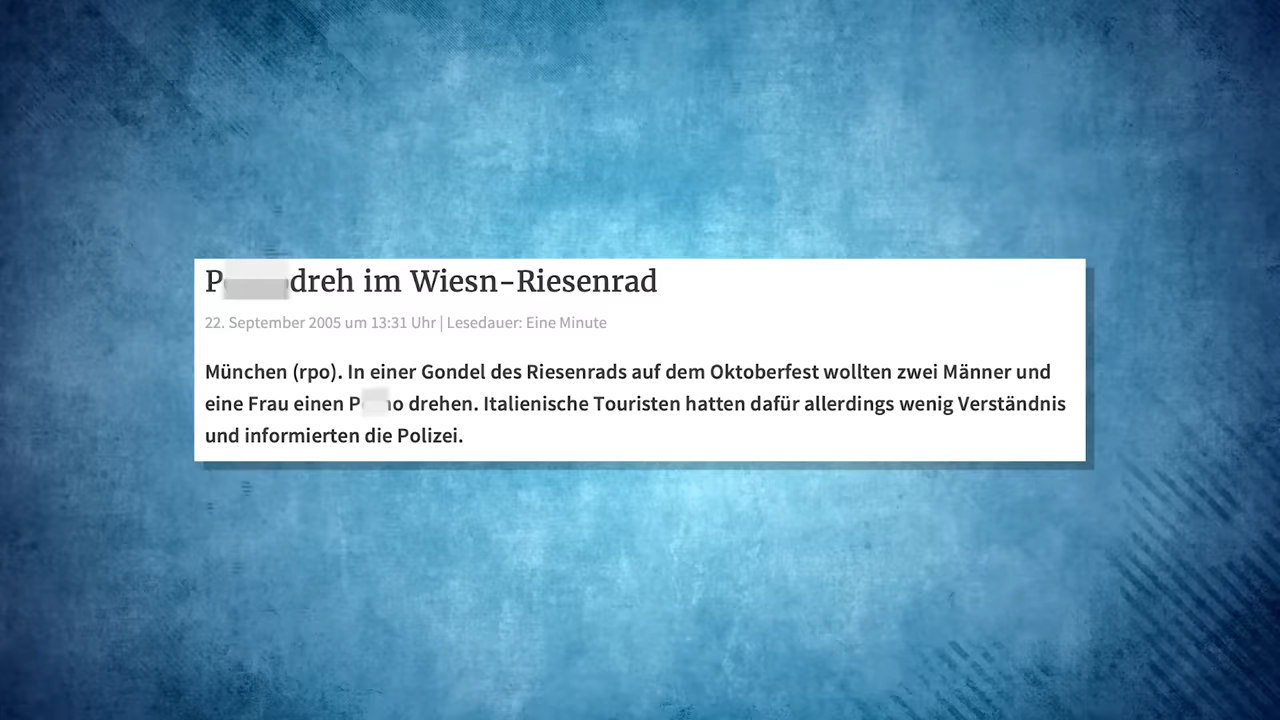 dreh im Wiesn-Riesenrad
22. September 2005 um 13:31 Uhr | Lesedauer: Eine Minute
München (rpo). In einer Gondel des Riesenrads auf dem Oktoberfest wollten zwei Männer und
eine Frau einen drehen. Italienische Touristen hatten dafür allerdings wenig Verständnis
und informierten die Polizei.